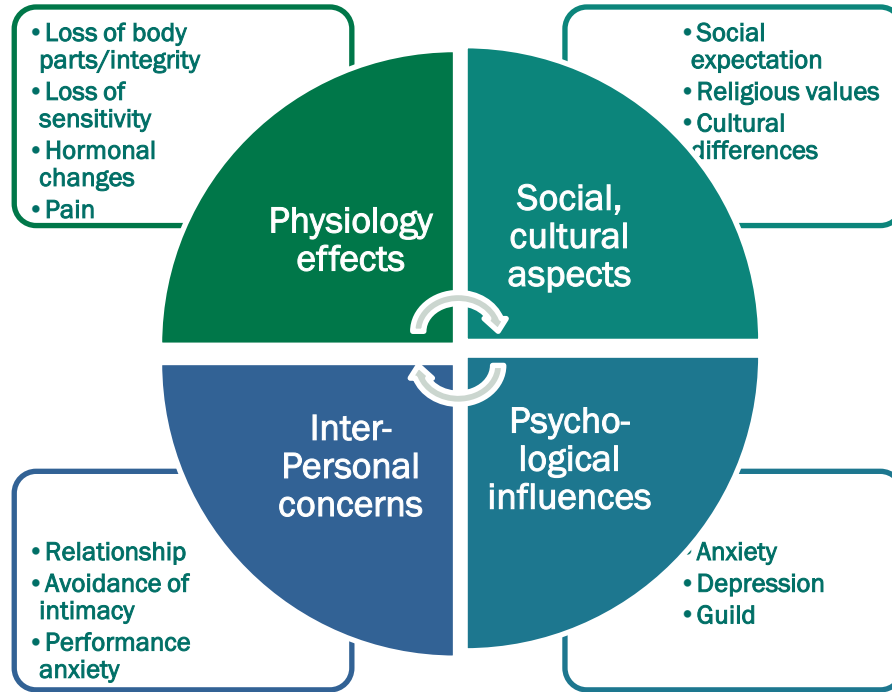 • Loss of body
parts/integrity
• Loss of
sensitivity
• Hormonal
changes
• Pain
• Social
expectation
• Religious values
• Cultural
differences
Physiology
effects
Social,
cultural
aspects
Inter-
Personal
concerns
Psycho-
logical
influences
• Relationship
• Avoidance of
intimacy
• Performance
anxiety
• Anxiety
• Depression
• Guild